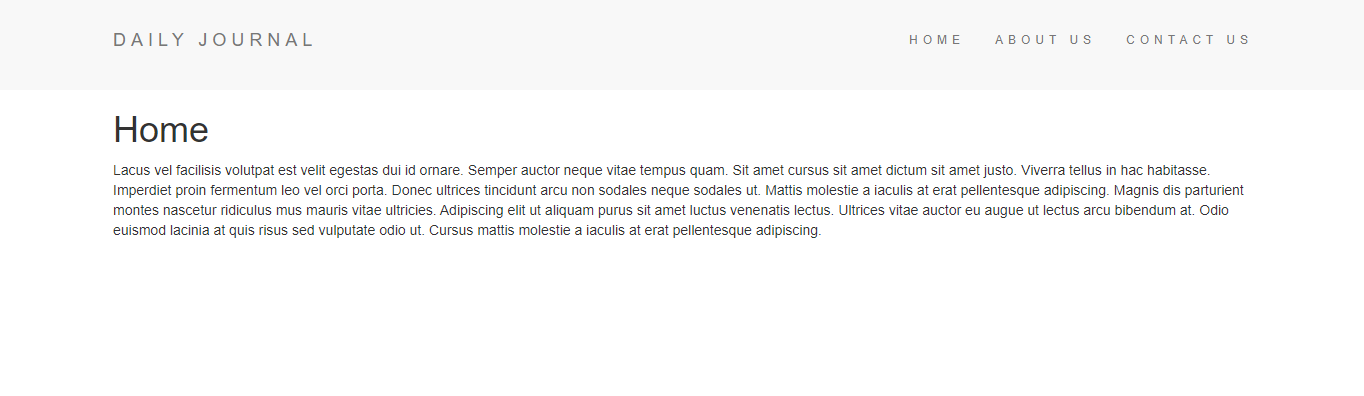 DAILY JOURNAL
HOME ABOUT US CONTACT US
Home
Lacus vel facilisis volutpat est velit egestas dui id ornare. Semper auctor neque vitae tempus quam. Sit amet cursus sit amet dictum sit amet justo. Viverra tellus in hac habitasse.
Imperdiet proin fermentum leo vel orci porta. Donec ultrices tincidunt arcu non sodales neque sodales ut. Mattis molestie a iaculis at erat pellentesque adipiscing. Magnis dis parturient
montes nascetur ridiculus mus mauris vitae ultricies. Adipiscing elit ut aliquam purus sit amet luctus venenatis lectus. Ultrices vitae auctor eu augue ut lectus arcu bibendum at. Odio
euismod lacinia at quis risus sed vulputate odio ut. Cursus mattis molestie a iaculis at erat pellentesque adipiscing.